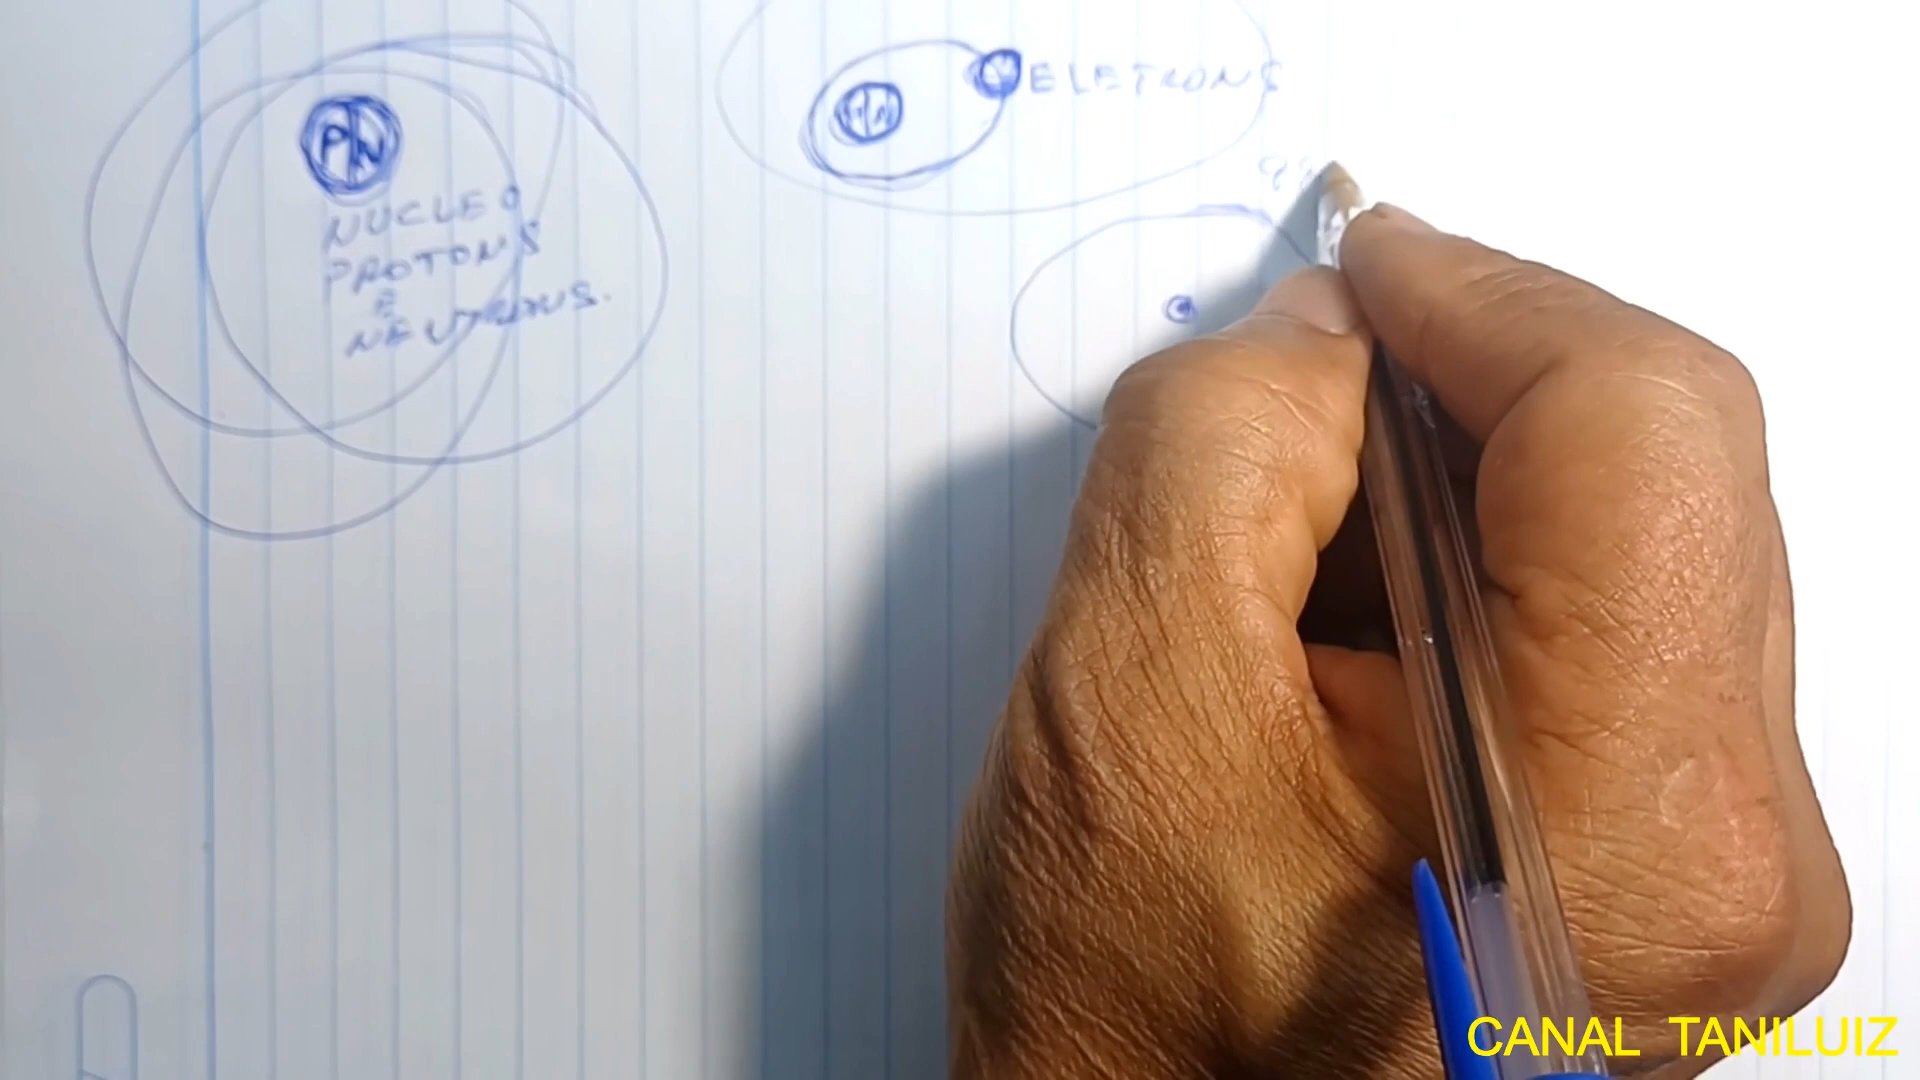 PN
NUCLEO
PROTONS
E
NEUTRONS.
ELETRONS
CANAL TANILUIZ